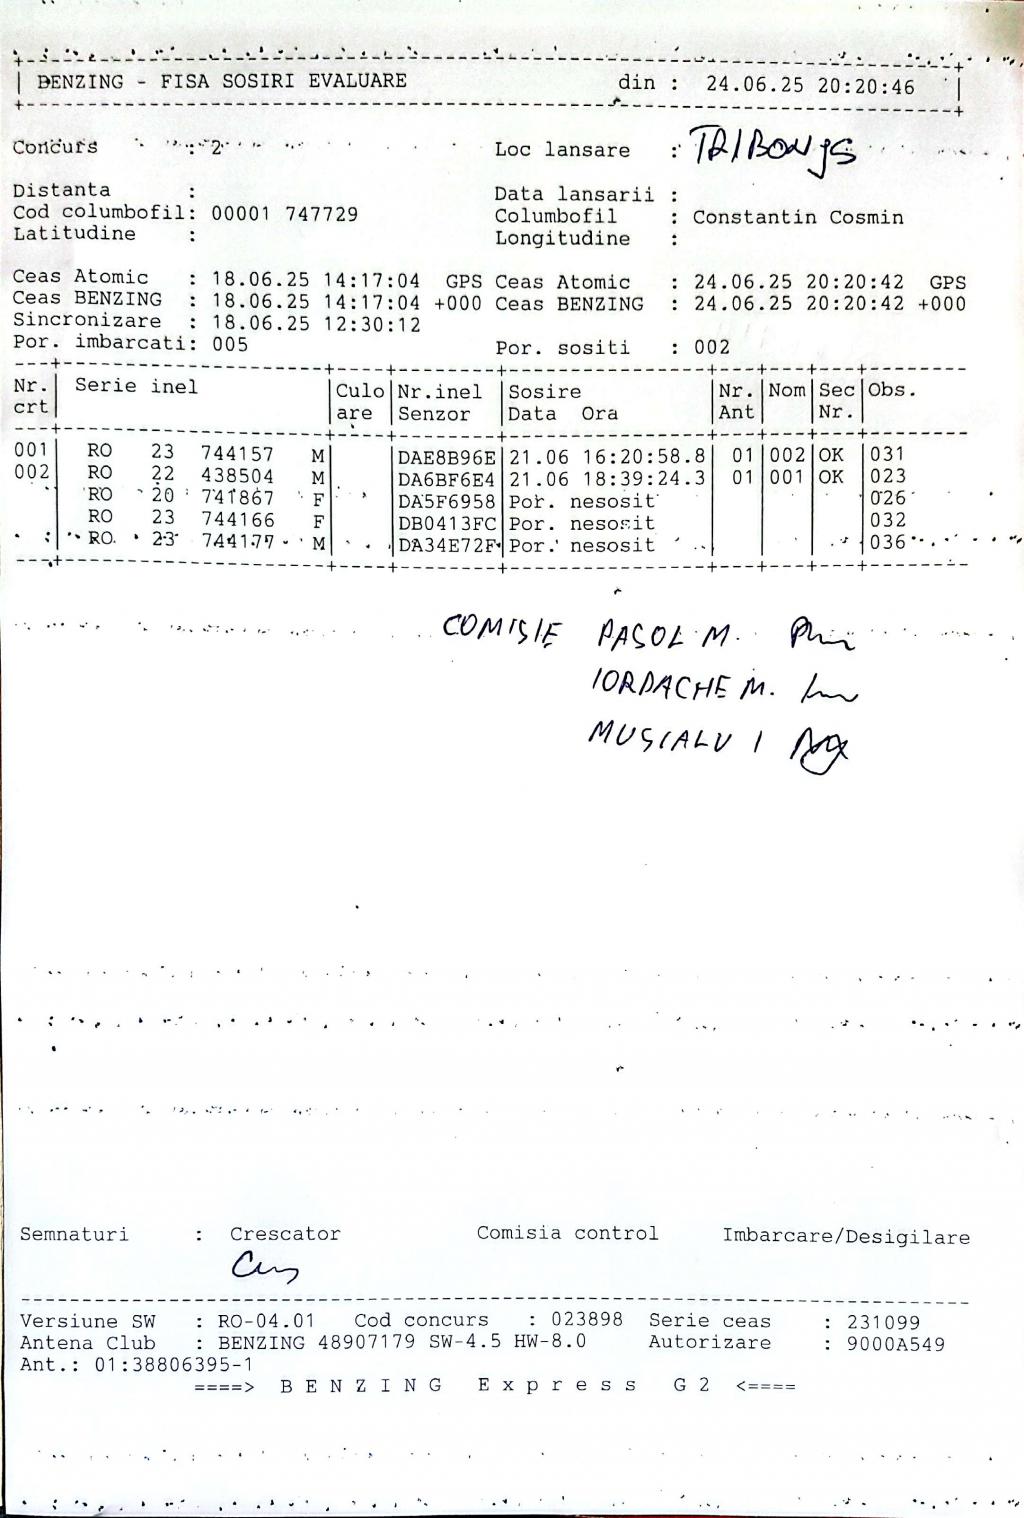 BENZING - FISA SOSIRI EVALUARE din : 24.06.25 20:20:46
Concurs : 2 Loc lansare :
Distanta : Data lansarii :
Cod columbofil: 00001 747729 Columbofil : Constantin Cosmin
Latitudine : Longitudine :
Ceas Atomic : 18.06.25 14:17:04 GPS Ceas Atomic : 24.06.25 20:20:42 GPS
Ceas BENZING : 18.06.25 14:17:04 +000 Ceas BENZING : 24.06.25 20:20:42 +000
Sincronizare : 18.06.25 12:30:12
Por. imbarcati: 005 Por. sositi : 002
Nr. Serie inel Culo Nr.inel Sosire Nr. Nom Sec Obs.
crt are Senzor Data Ora Ant Nr.
001 RO 23 744157 M DAE8B96E 21.06 16:20:58.8 01 002 OK 031
002 RO 22 438504 M DA6BF6E4 21.06 18:39:24.3 01 001 OK 023
RO 20 741867 F DA5F6958 Por. nesosit 026
RO 23 744166 F DB0413FC Por. nesosit 032
RO 23 744177 M DA34E72F Por. nesosit 036
COMISIE PASOL M.
IORDACHE M.
MUSCALU I
Semnaturi : Crescator Comisia control Imbarcare/Desigilare
Versiune SW : RO-04.01 Cod concurs : 023898 Serie ceas : 231099
Antena Club : BENZING 48907179 SW-4.5 HW-8.0 Autorizare : 9000A549
Ant.: 01:38806395-1
====> B E N Z I N G E x p r e s s G 2 <====